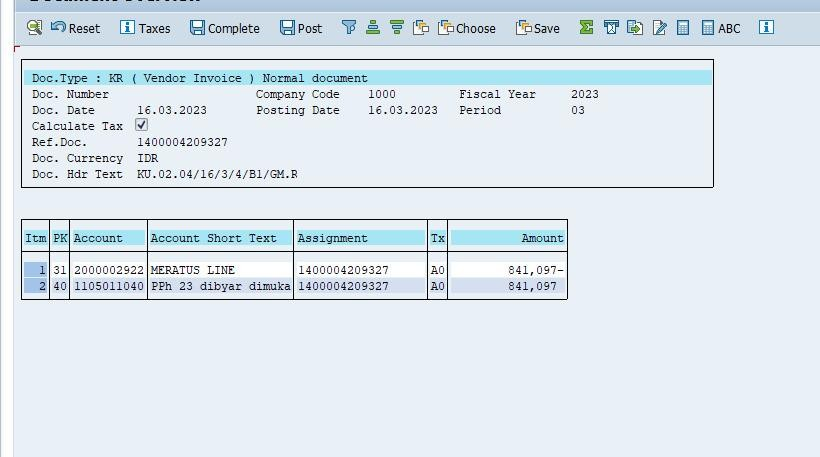 Reset Taxes Complete Post Choose Save ABC
Doc.Type : KR ( Vendor Invoice ) Normal document
Doc. Number Company Code 1000 Fiscal Year 2023
Doc. Date 16.03.2023 Posting Date 16.03.2023 Period 03
Calculate Tax
Ref.Doc. 1400004209327
Doc. Currency IDR
Doc. Hdr Text KU.02.04/16/3/4/B1/GM.R
Itm PK Account Account Short Text Assignment Tx Amount
1 31 2000002922 MERATUS LINE 1400004209327 A0 841,097-
2 40 1105011040 PPh 23 dibyar dimuka 1400004209327 A0 841,097